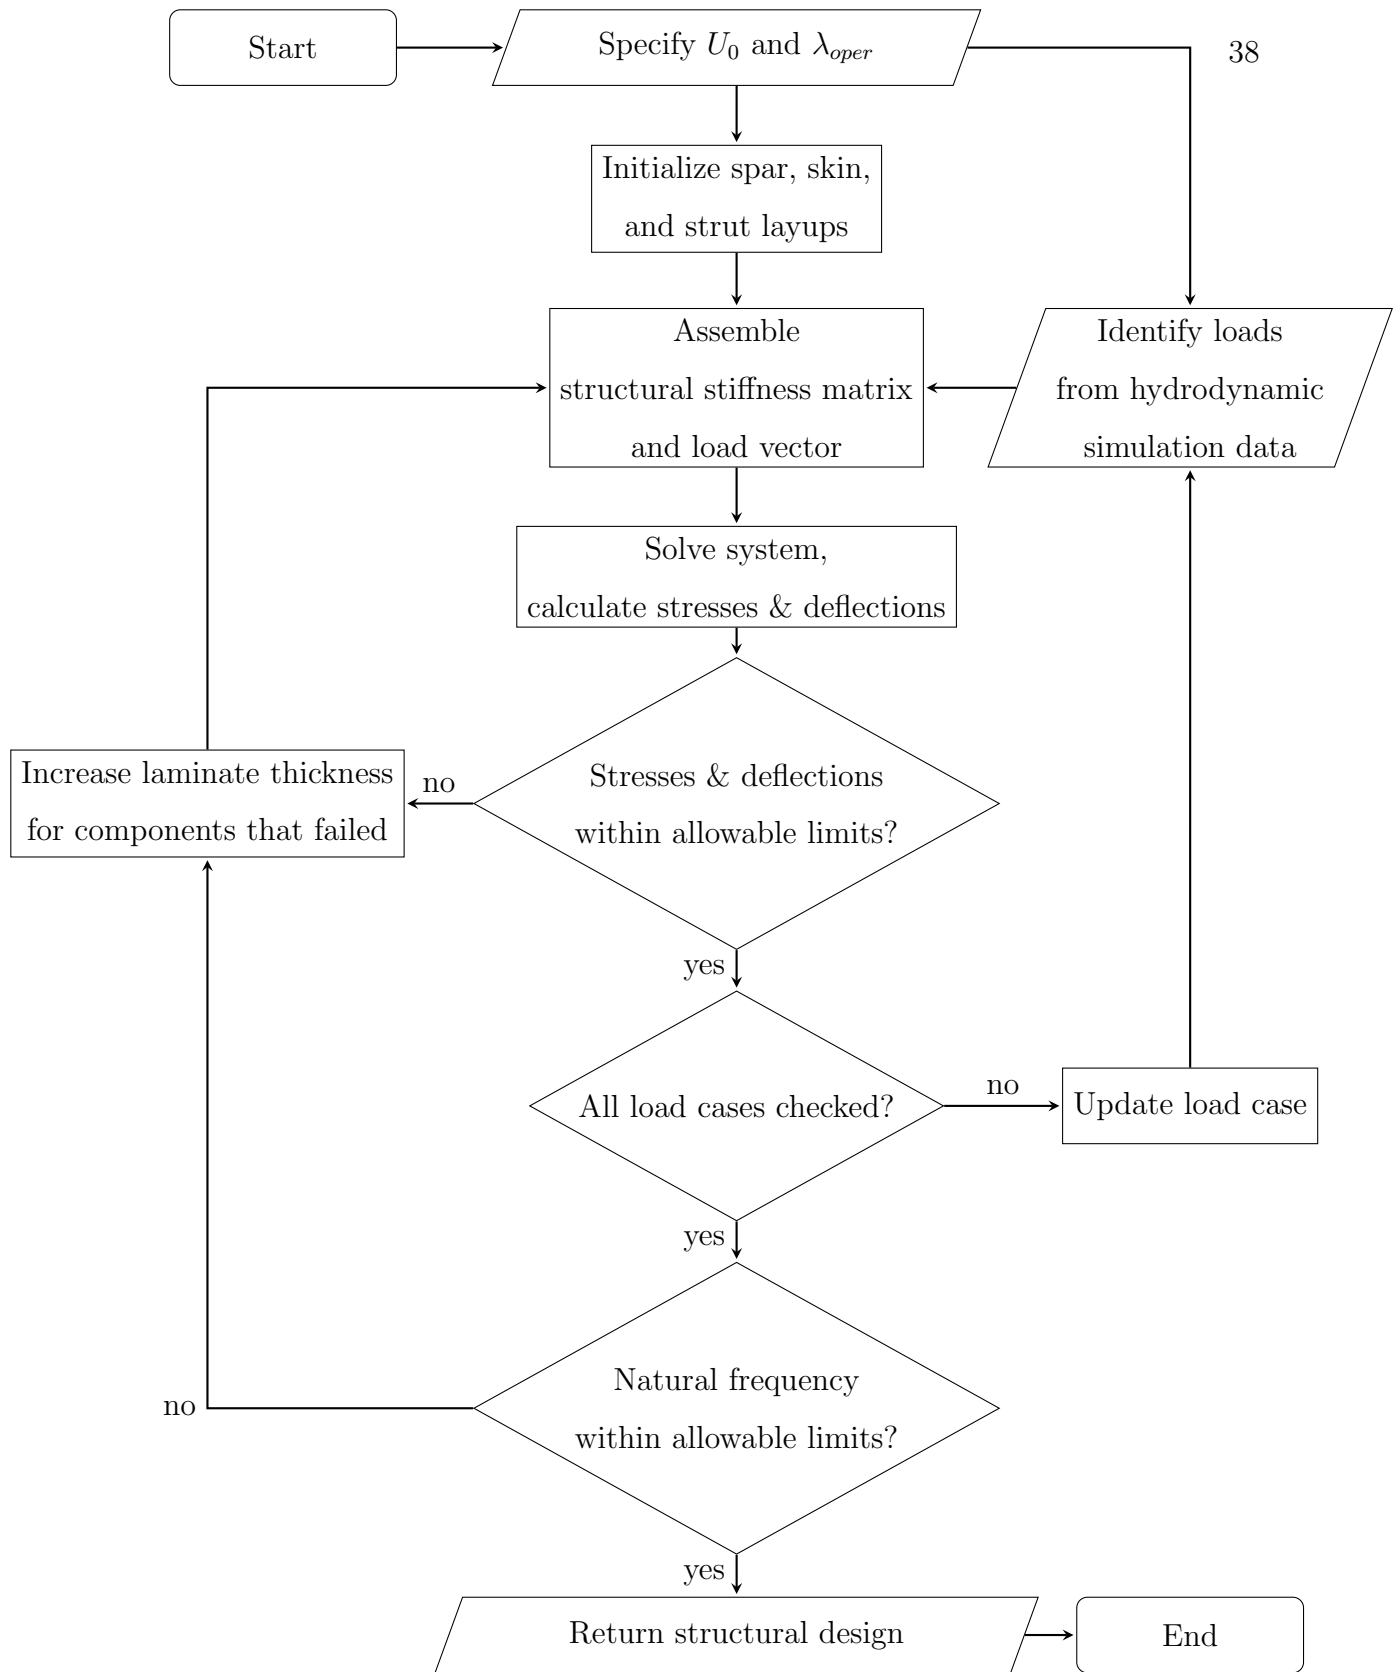 Start
Specify U₀ and λ_oper
38
Initialize spar, skin,
and strut layups
Assemble
structural stiffness matrix
and load vector
Identify loads
from hydrodynamic
simulation data
Solve system,
calculate stresses & deflections
Increase laminate thickness
for components that failed
no
Stresses & deflections
within allowable limits?
yes
All load cases checked?
no
Update load case
yes
Natural frequency
within allowable limits?
no
yes
Return structural design
End